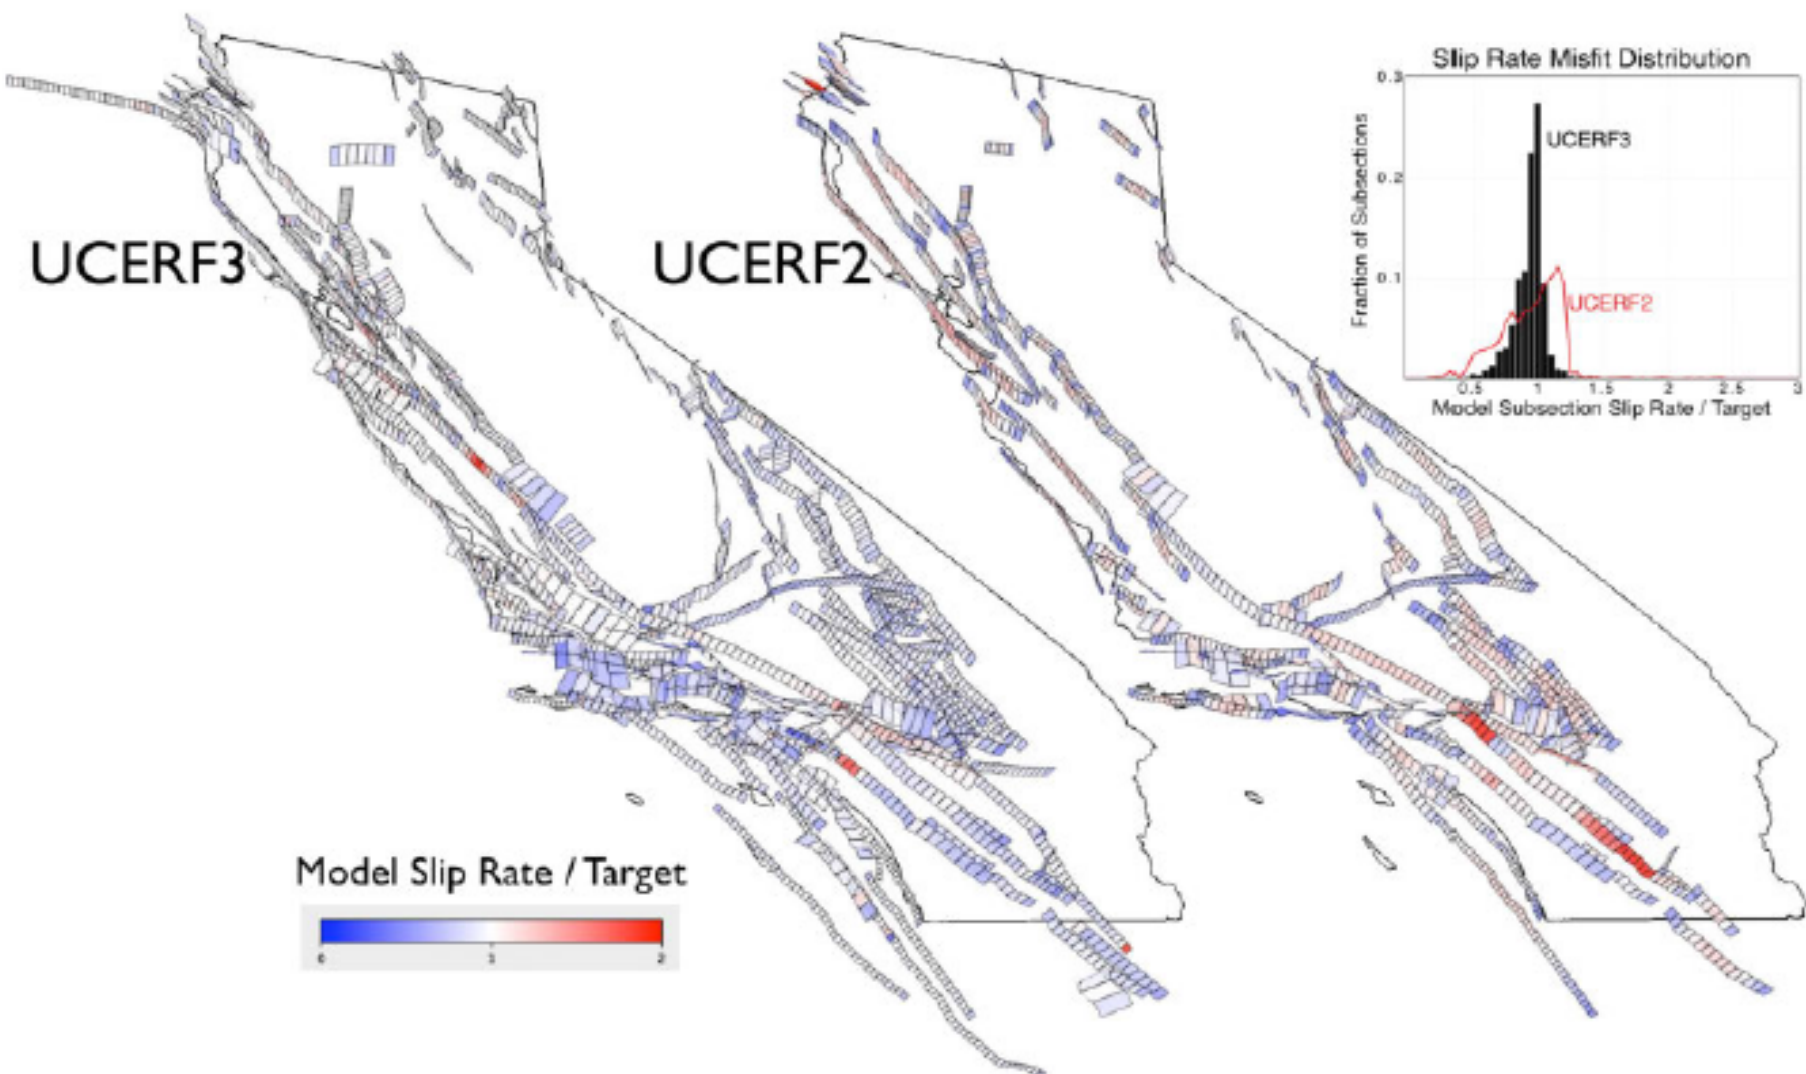 UCERF3
UCERF2
Slip Rate Misfit Distribution
0.3
0.2
0.1
Fraction of Subsections
UCERF3
UCERF2
0.5 1 1.5 2 2.5 3
Model Subsection Slip Rate / Target
Model Slip Rate / Target
0 1 2